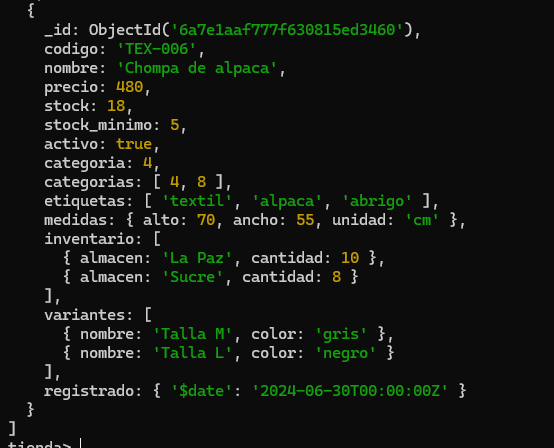 {
_id: ObjectId('6a7e1aaf777f630815ed3460'),
codigo: 'TEX-006',
nombre: 'Chompa de alpaca',
precio: 480,
stock: 18,
stock_minimo: 5,
activo: true,
categoria: 4,
categorias: [ 4, 8 ],
etiquetas: [ 'textil', 'alpaca', 'abrigo' ],
medidas: { alto: 70, ancho: 55, unidad: 'cm' },
inventario: [
{ almacen: 'La Paz', cantidad: 10 },
{ almacen: 'Sucre', cantidad: 8 }
],
variantes: [
{ nombre: 'Talla M', color: 'gris' },
{ nombre: 'Talla L', color: 'negro' }
],
registrado: { '$date': '2024-06-30T00:00:00Z' }
}
]
tienda>